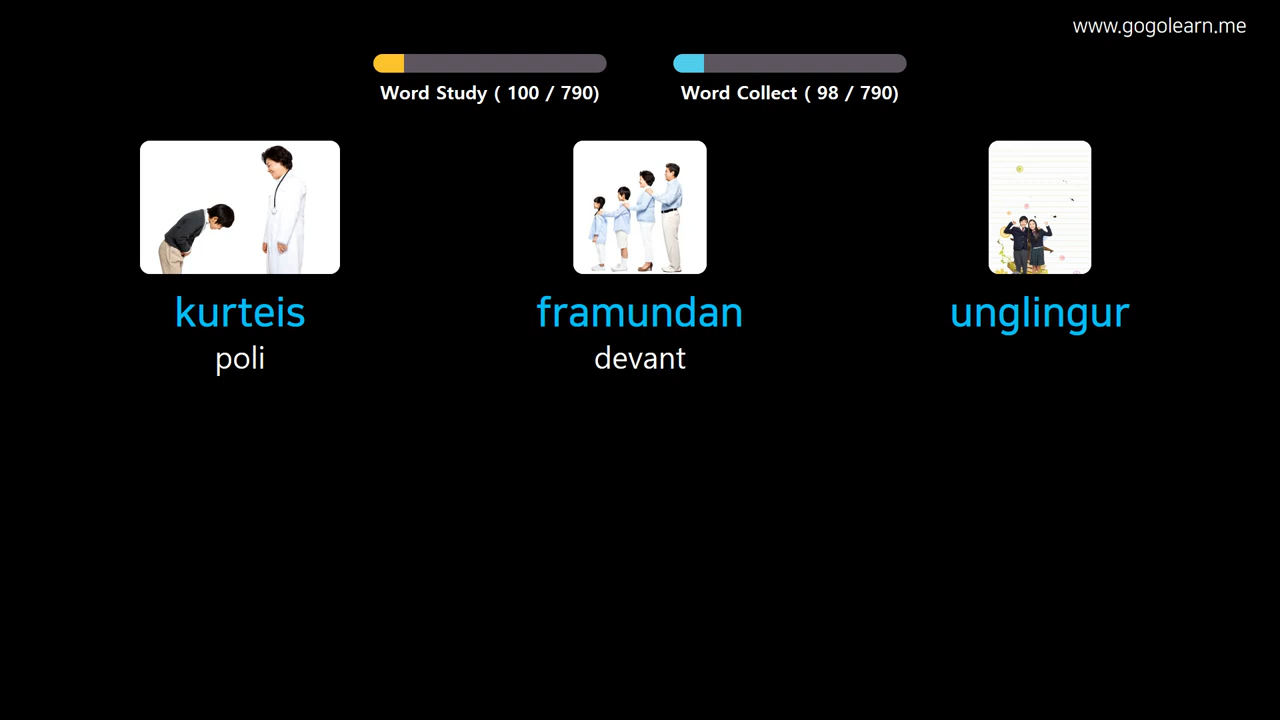 www.gogolearn.me
Word Study ( 100 / 790)
Word Collect ( 98 / 790)
kurteis
framundan
unglingur
poli
devant